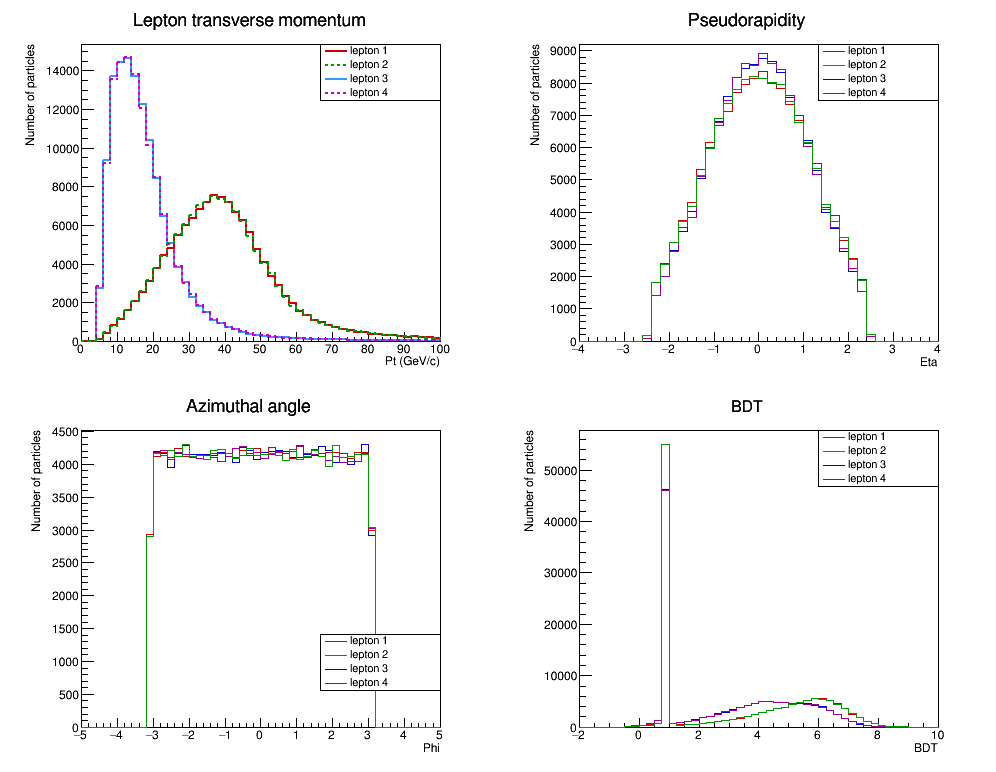 Lepton transverse momentum
Number of particles
14000
12000
10000
8000
6000
4000
2000
0
0 10 20 30 40 50 60 70 80 90 100
Pt (GeV/c)
lepton 1
lepton 2
lepton 3
lepton 4
Pseudorapidity
Number of particles
9000
8000
7000
6000
5000
4000
3000
2000
1000
0
−4 −3 −2 −1 0 1 2 3 4
Eta
lepton 1
lepton 2
lepton 3
lepton 4
Azimuthal angle
Number of particles
4500
4000
3500
3000
2500
2000
1500
1000
500
0
−5 −4 −3 −2 −1 0 1 2 3 4 5
Phi
lepton 1
lepton 2
lepton 3
lepton 4
BDT
Number of particles
50000
40000
30000
20000
10000
0
−2 0 2 4 6 8 10
BDT
lepton 1
lepton 2
lepton 3
lepton 4